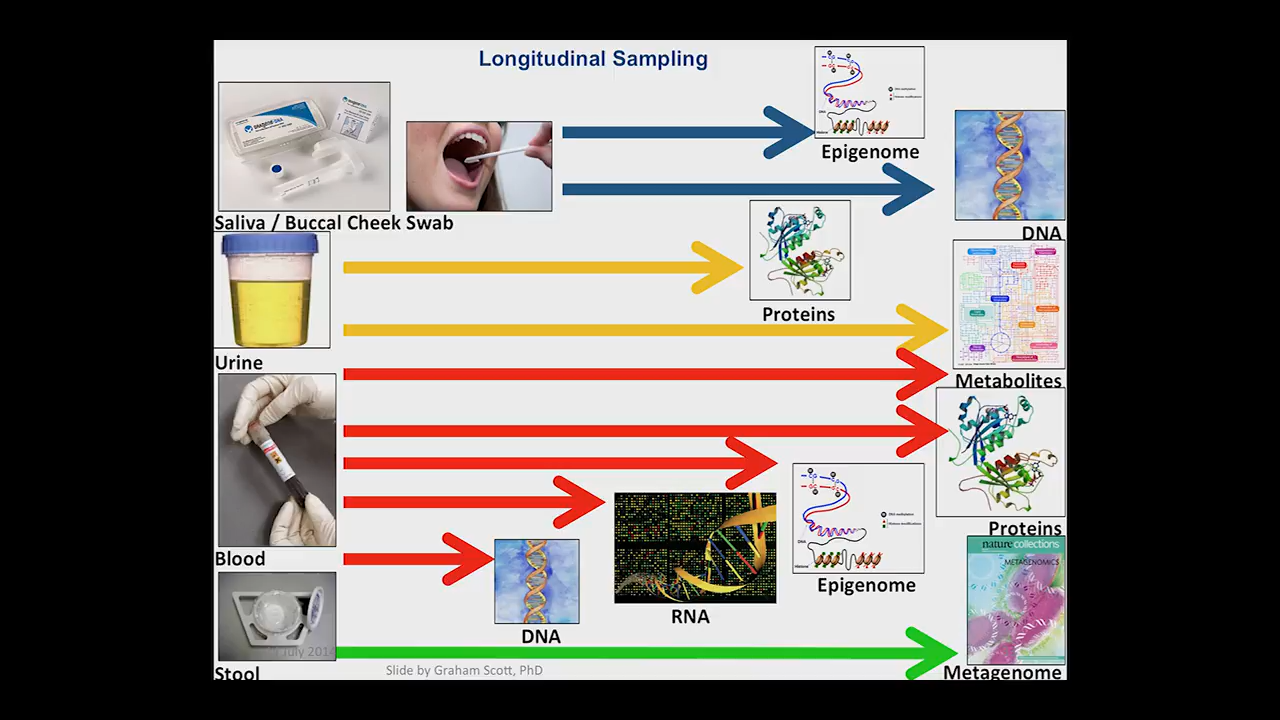 Longitudinal Sampling
Epigenome
Saliva / Buccal Cheek Swab
DNA
Proteins
Urine
Metabolites
Proteins
nature collections
METAGENOMICS
Blood
Epigenome
RNA
DNA
July 2014
Slide by Graham Scott, PhD
Stool
Metagenome